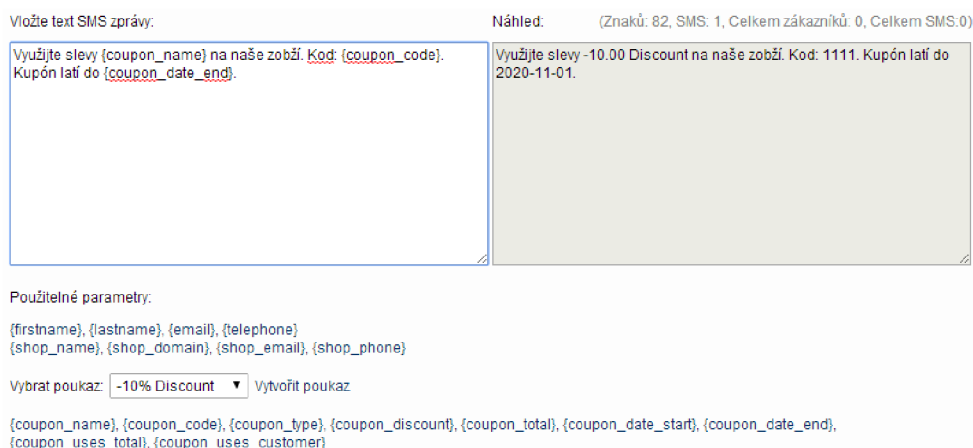 Vložte text SMS zprávy:
Náhled:
(Znaků: 82, SMS: 1, Celkem zákazníků: 0, Celkem SMS:0)
Využijte slevy {coupon_name} na naše zobží. Kod: {coupon_code}.
Kupón latí do {coupon_date_end}.
Využijte slevy -10.00 Discount na naše zobží. Kod: 1111. Kupón latí do
2020-11-01.
Použitelné parametry:
{firstname}, {lastname}, {email}, {telephone}
{shop_name}, {shop_domain}, {shop_email}, {shop_phone}
Vybrat poukaz: -10% Discount Vytvořit poukaz
{coupon_name}, {coupon_code}, {coupon_type}, {coupon_discount}, {coupon_total}, {coupon_date_start}, {coupon_date_end},
{coupon_uses_total}, {coupon_uses_customer}